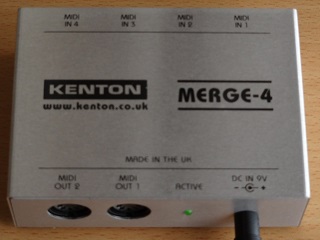 MIDI IN 4 MIDI IN 3 MIDI IN 2 MIDI IN 1
KENTON MERGE-4
www.kenton.co.uk
MADE IN THE UK
MIDI OUT 2 MIDI OUT 1 ACTIVE DC IN 9V